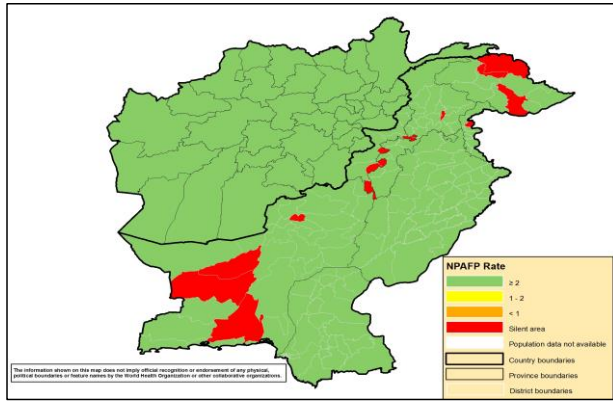 NPAFP Rate
≥ 2
1 - 2
< 1
Silent area
Population data not available
Country boundaries
Province boundaries
District boundaries
The information shown on this map does not imply official recognition or endorsement of any physical,
political boundaries or feature names by the World Health Organization or other collaborative organizations.